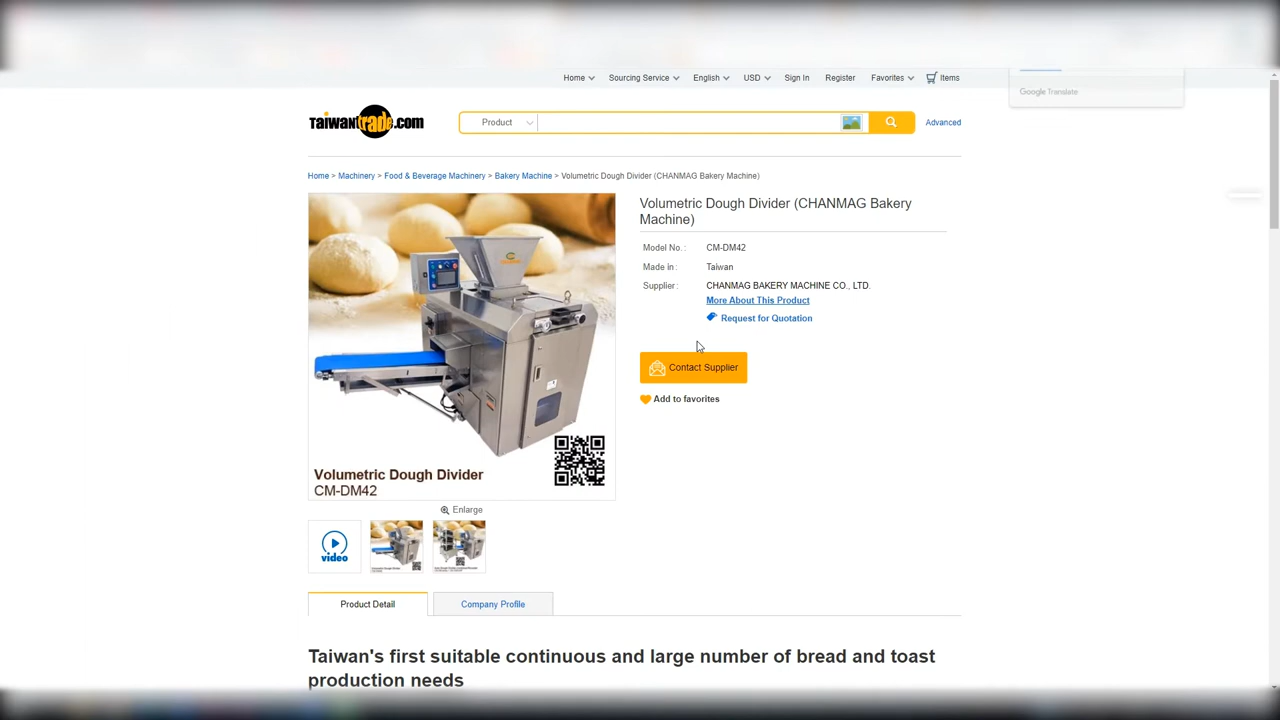 Home Sourcing Service English USD Sign In Register Favorites Items
Google Translate
Taiwantrade.com
Product
Advanced
Home > Machinery > Food & Beverage Machinery > Bakery Machine > Volumetric Dough Divider (CHANMAG Bakery Machine)
Volumetric Dough Divider (CHANMAG Bakery
Machine)
Model No. : CM-DM42
Made in : Taiwan
Supplier : CHANMAG BAKERY MACHINE CO., LTD.
More About This Product
Request for Quotation
Contact Supplier
Add to favorites
Volumetric Dough Divider
CM-DM42
Enlarge
video
Product Detail
Company Profile
Taiwan's first suitable continuous and large number of bread and toast
production needs